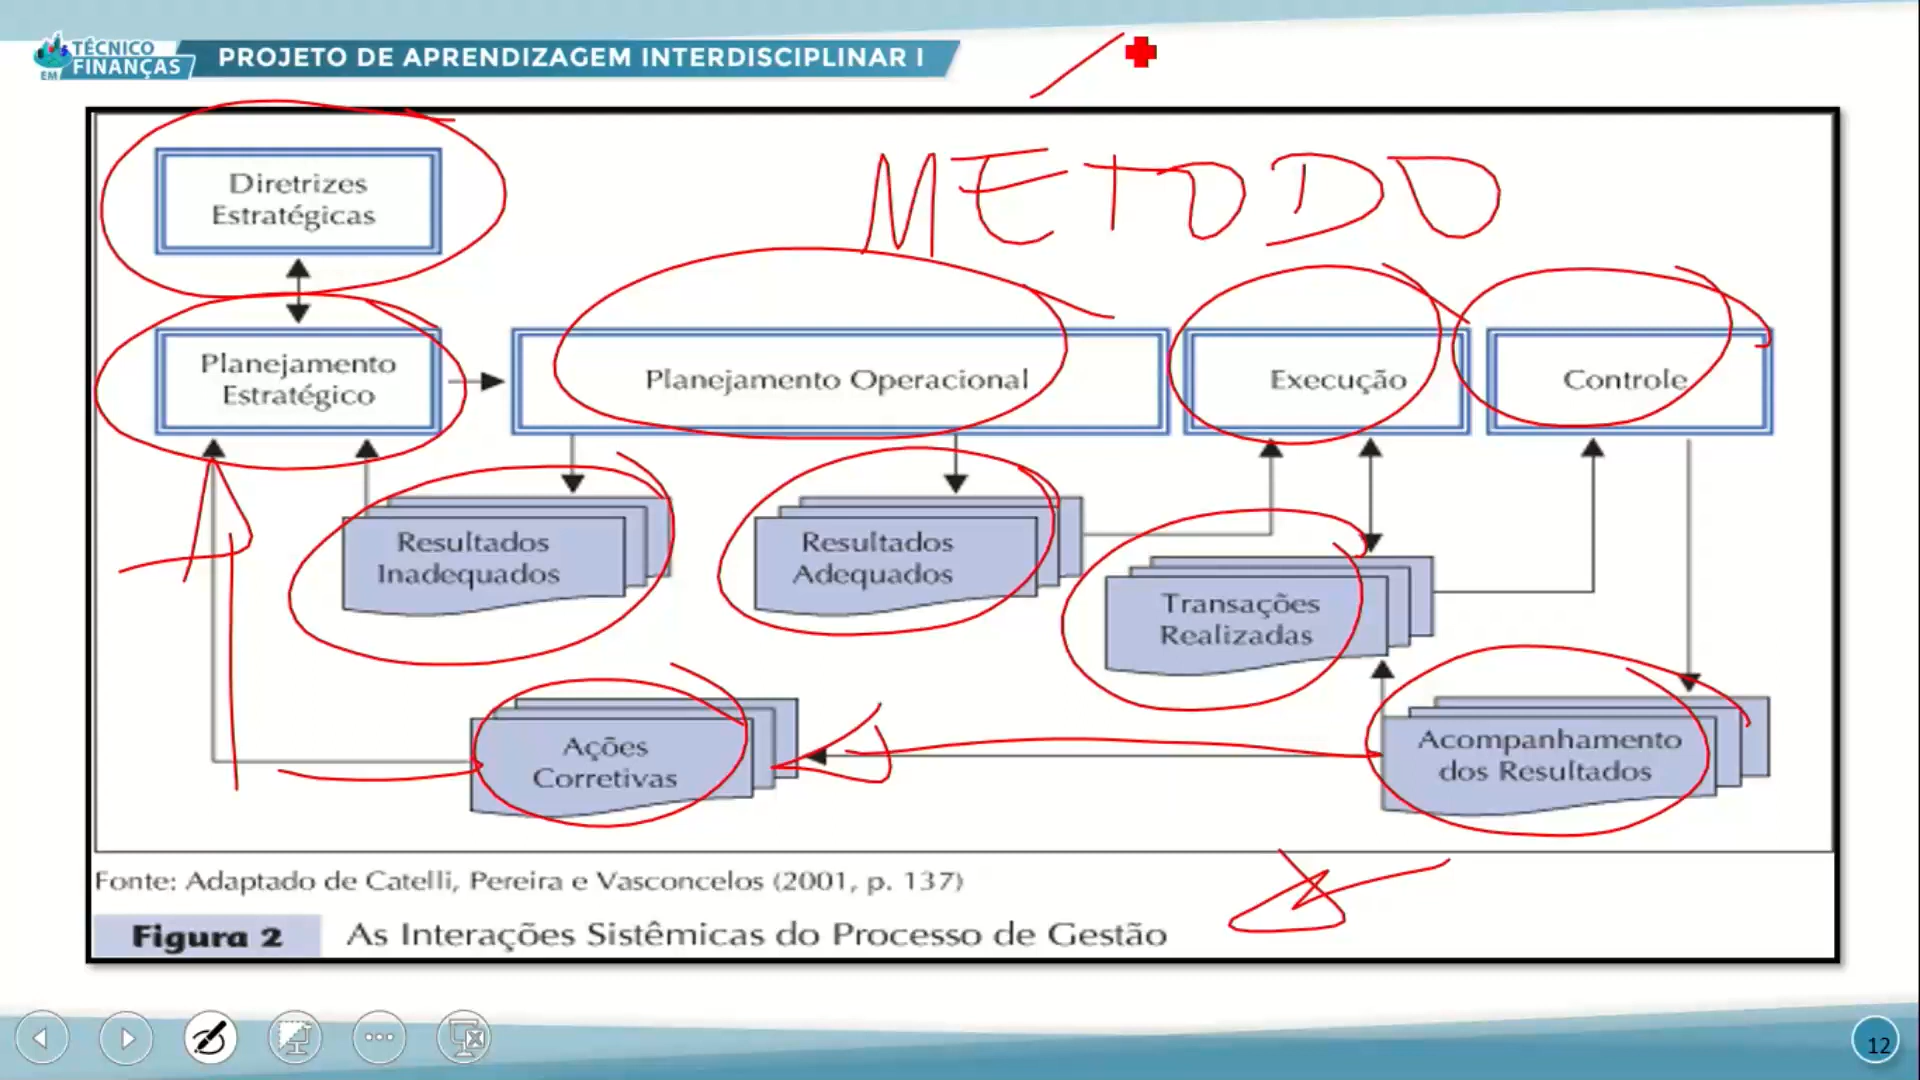 TÉCNICO
EM FINANÇAS
PROJETO DE APRENDIZAGEM INTERDISCIPLINAR I
METODO
Diretrizes
Estratégicas
Planejamento
Estratégico
Planejamento Operacional
Execução
Controle
Resultados
Inadequados
Resultados
Adequados
Transações
Realizadas
Ações
Corretivas
Acompanhamento
dos Resultados
Fonte: Adaptado de Catelli, Pereira e Vasconcelos (2001, p. 137)
Figura 2 As Interações Sistêmicas do Processo de Gestão
12